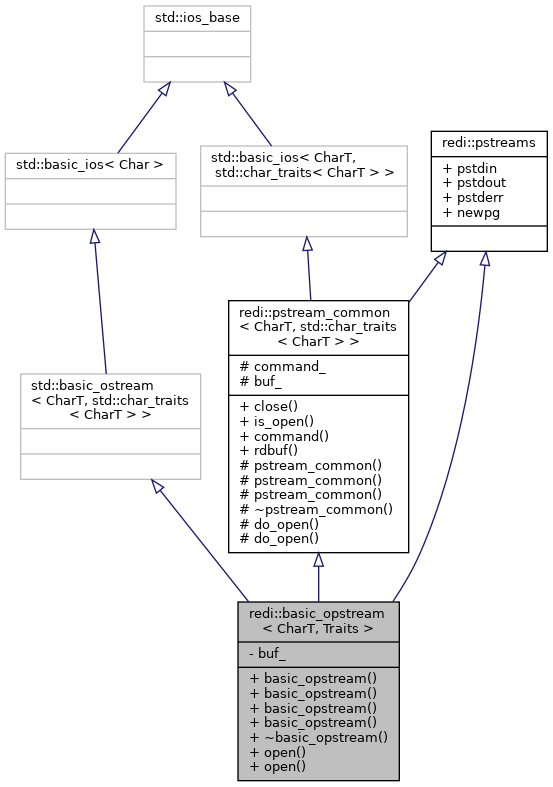 std::ios_base
std::basic_ios< Char >
std::basic_ios< CharT,
std::char_traits< CharT > >
redi::pstreams
+ pstdin
+ pstdout
+ pstderr
+ newpg
redi::pstream_common
< CharT, std::char_traits
< CharT > >
# command_
# buf_
+ close()
+ is_open()
+ command()
+ rdbuf()
# pstream_common()
# pstream_common()
# pstream_common()
# ~pstream_common()
# do_open()
# do_open()
std::basic_ostream
< CharT, std::char_traits
< CharT > >
redi::basic_opstream
< CharT, Traits >
- buf_
+ basic_opstream()
+ basic_opstream()
+ basic_opstream()
+ basic_opstream()
+ ~basic_opstream()
+ open()
+ open()